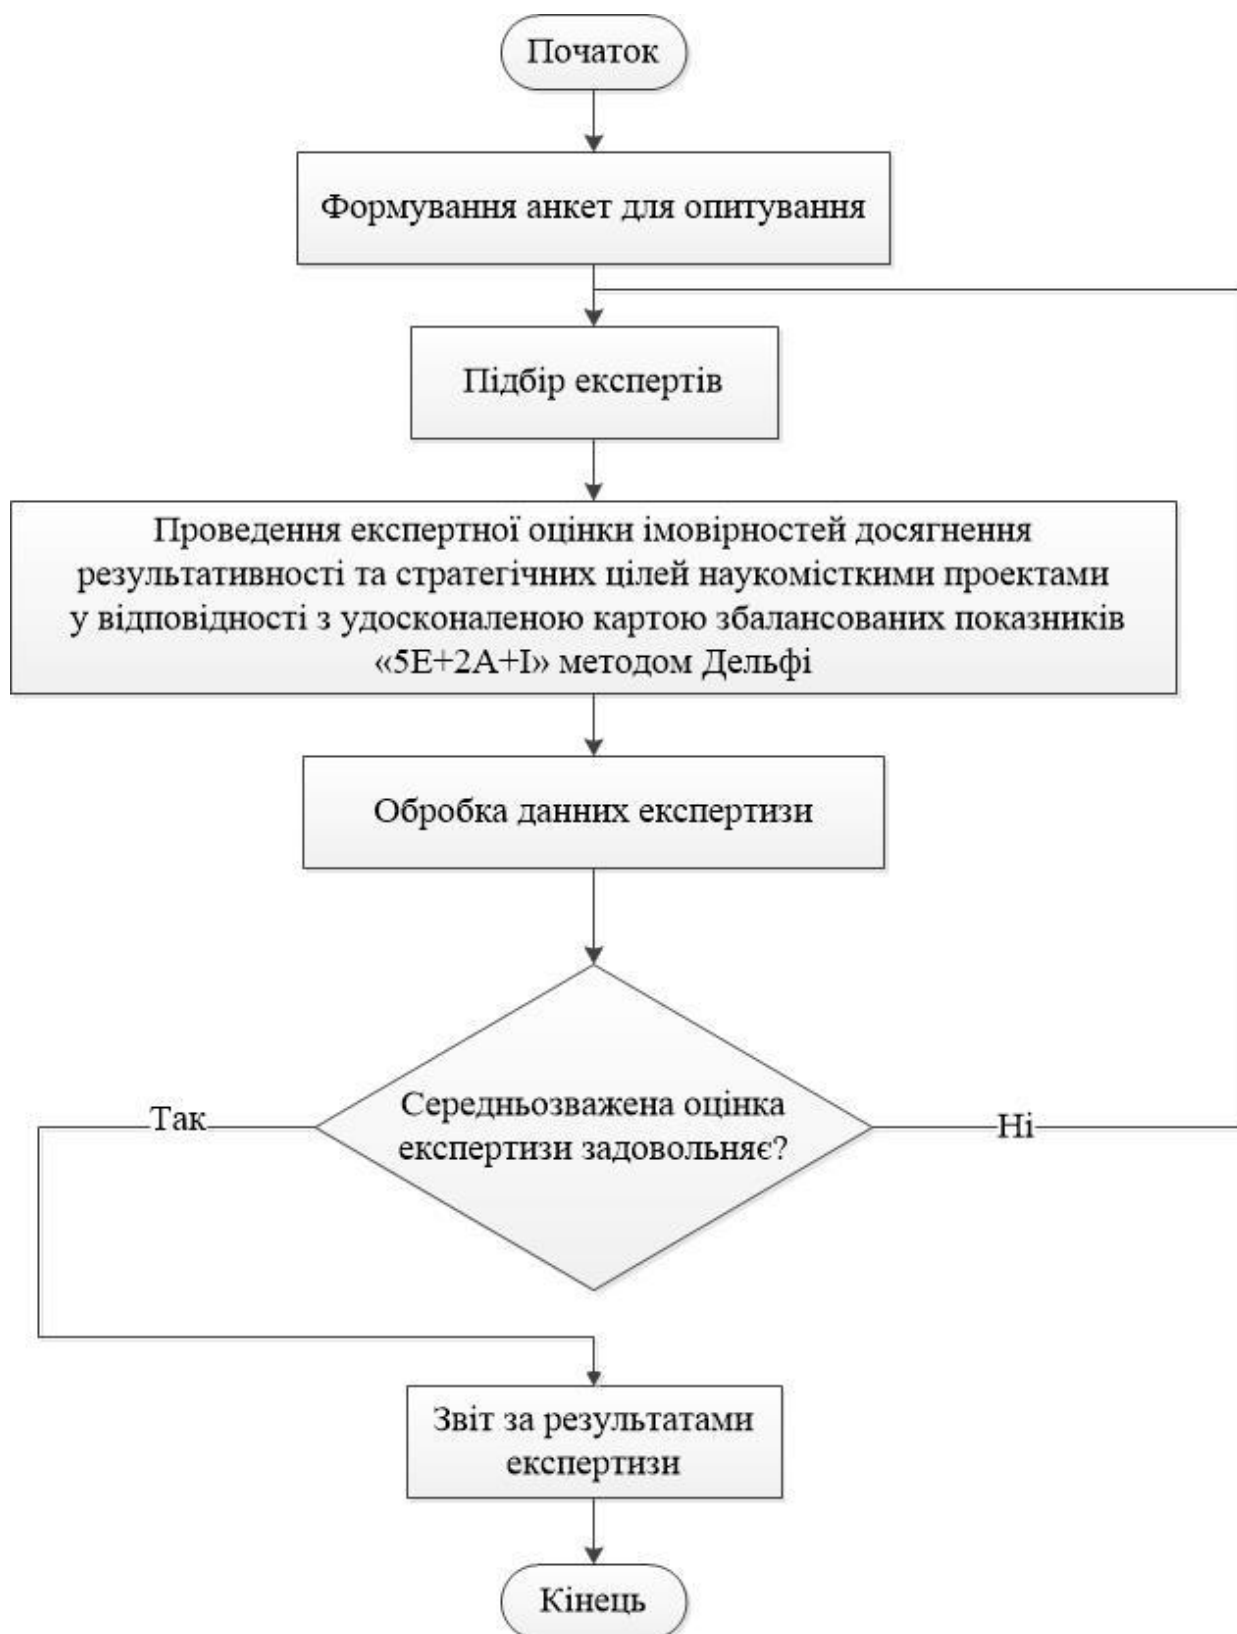 Початок
Формування анкет для опитування
Підбір експертів
Проведення експертної оцінки імовірностей досягнення
результативності та стратегічних цілей наукомісткими проектами
у відповідності з удосконаленою картою збалансованих показників
«5Е+2А+І» методом Дельфі
Обробка данних експертизи
Середньозважена оцінка
експертизи задовольняє?
Так
Ні
Звіт за результатами
експертизи
Кінець